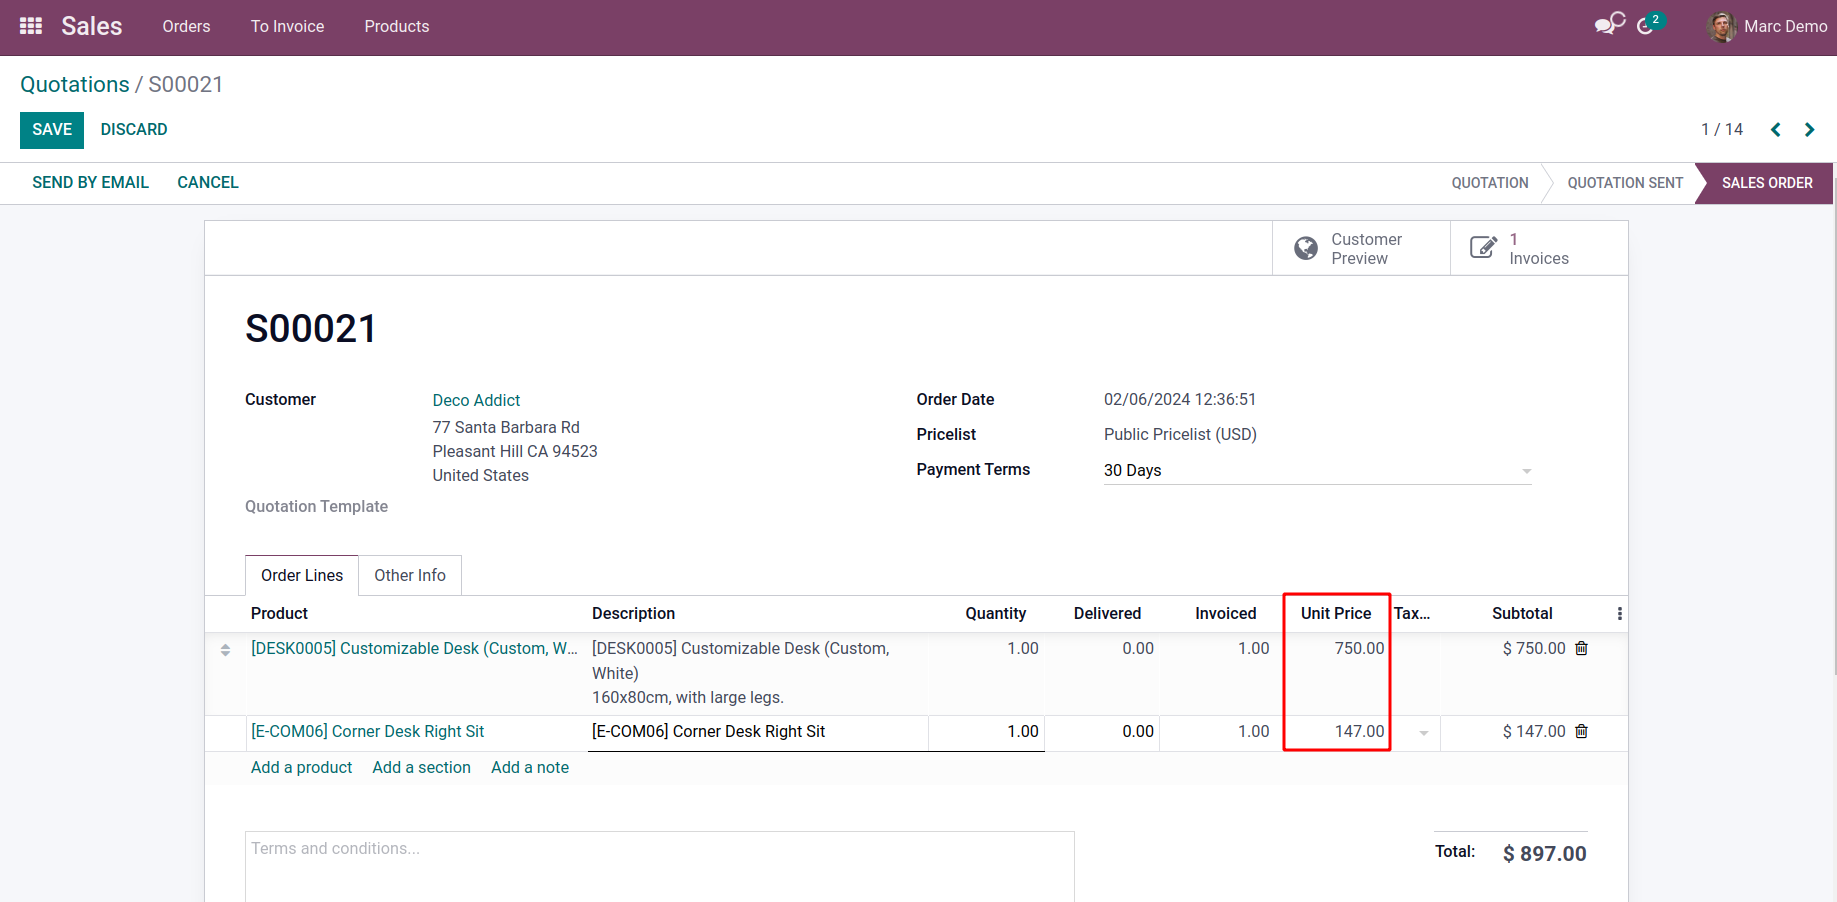 Sales Orders To Invoice Products 2 Marc Demo
Quotations / S00021
SAVE DISCARD 1 / 14
SEND BY EMAIL CANCEL QUOTATION QUOTATION SENT SALES ORDER
Customer Preview 1 Invoices
S00021
Customer Deco Addict Order Date 02/06/2024 12:36:51
77 Santa Barbara Rd Pricelist Public Pricelist (USD)
Pleasant Hill CA 94523
United States Payment Terms 30 Days
Quotation Template
Order Lines Other Info
Product Description Quantity Delivered Invoiced Unit Price Tax... Subtotal
[DESK0005] Customizable Desk (Custom, W... [DESK0005] Customizable Desk (Custom, 1.00 0.00 1.00 750.00 $ 750.00
White)
160x80cm, with large legs.
[E-COM06] Corner Desk Right Sit [E-COM06] Corner Desk Right Sit 1.00 0.00 1.00 147.00 $ 147.00
Add a product Add a section Add a note
Terms and conditions...
Total: $ 897.00